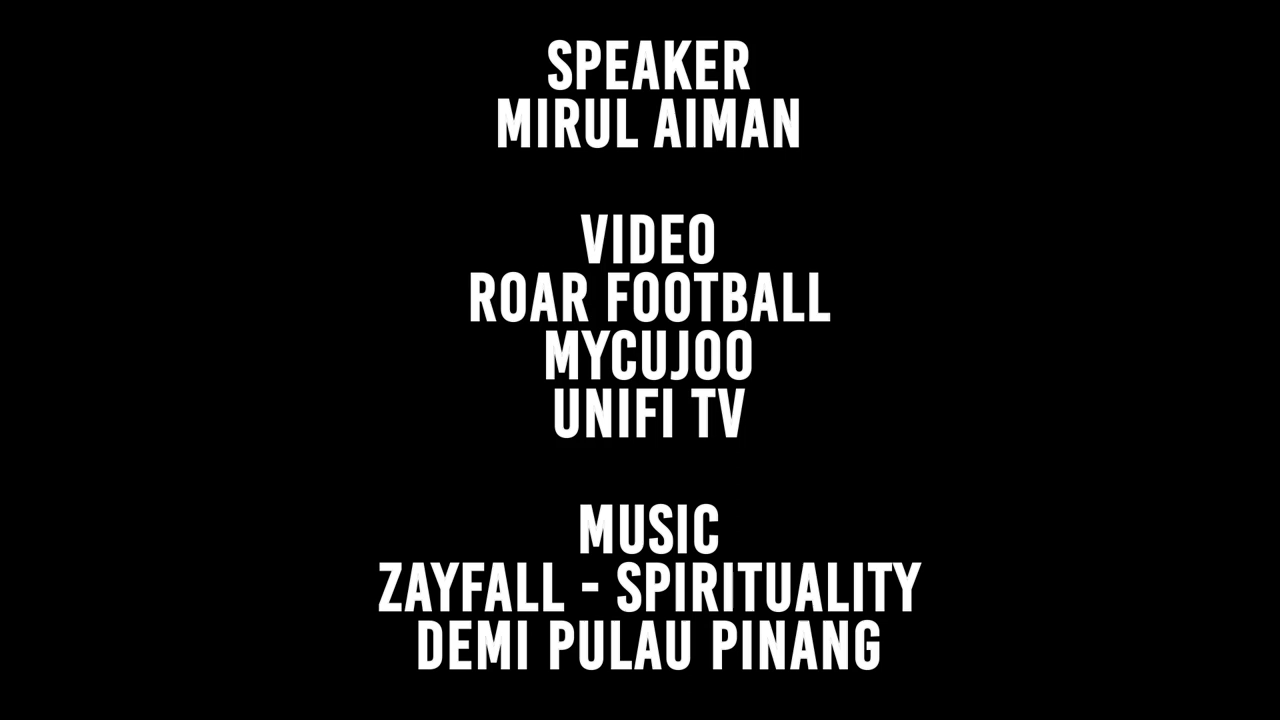 SPEAKER
MIRUL AIMAN
VIDEO
ROAR FOOTBALL
MYCUJOO
UNIFI TV
MUSIC
ZAYFALL - SPIRITUALITY
DEMI PULAU PINANG